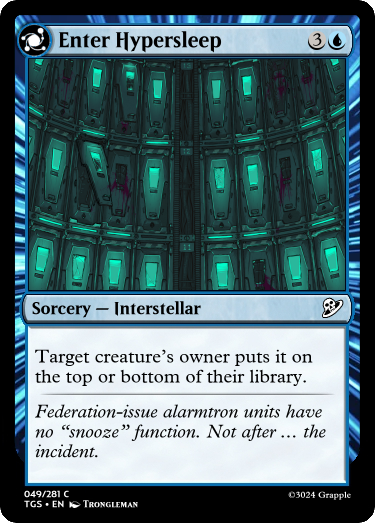 Enter Hypersleep 3
Sorcery — Interstellar
Target creature's owner puts it on
the top or bottom of their library.
Federation-issue alarmtron units have
no “snooze” function. Not after … the
incident.
049/281 C
TGS • EN Trongleman
©3024 Grapple